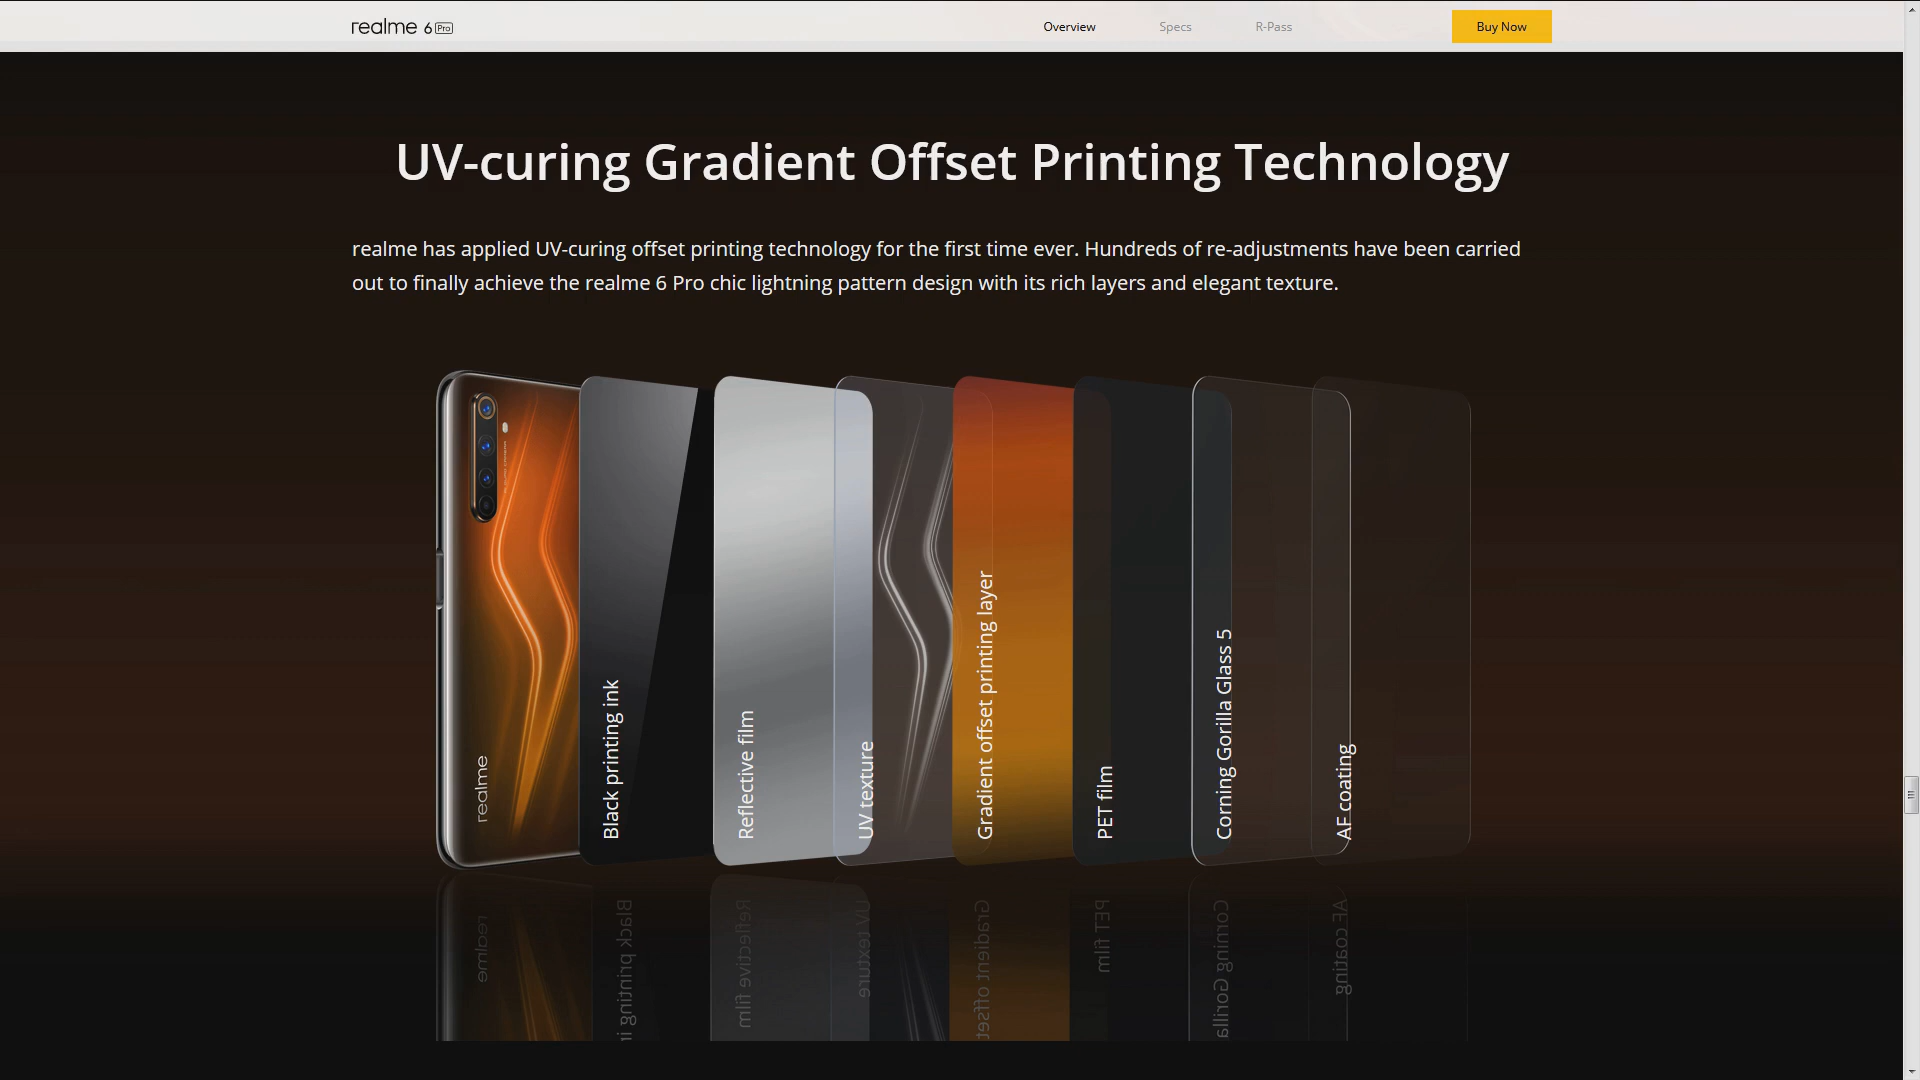 realme 6 Pro
Overview
Specs
R-Pass
Buy Now
UV-curing Gradient Offset Printing Technology
realme has applied UV-curing offset printing technology for the first time ever. Hundreds of re-adjustments have been carried
out to finally achieve the realme 6 Pro chic lightning pattern design with its rich layers and elegant texture.
realme
Black printing ink
Reflective film
UV texture
Gradient offset printing layer
PET film
Corning Gorilla Glass 5
AF coating